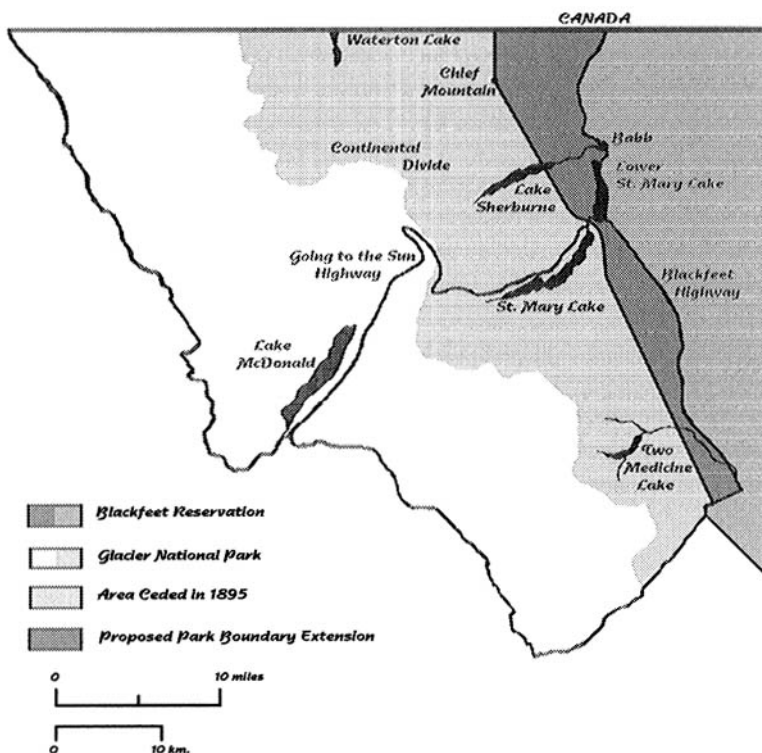 CANADA
Waterton Lake
Chief
Mountain
Babb
Continental
Divide
Lower
St. Mary Lake
Lake
Sherburne
Going to the Sun
Highway
Blackfeet
Highway
St. Mary Lake
Lake
McDonald
Two
Medicine
Lake
Blackfeet Reservation
Glacier National Park
Area Ceded in 1895
Proposed Park Boundary Extension
0 10 miles
0 10 km.